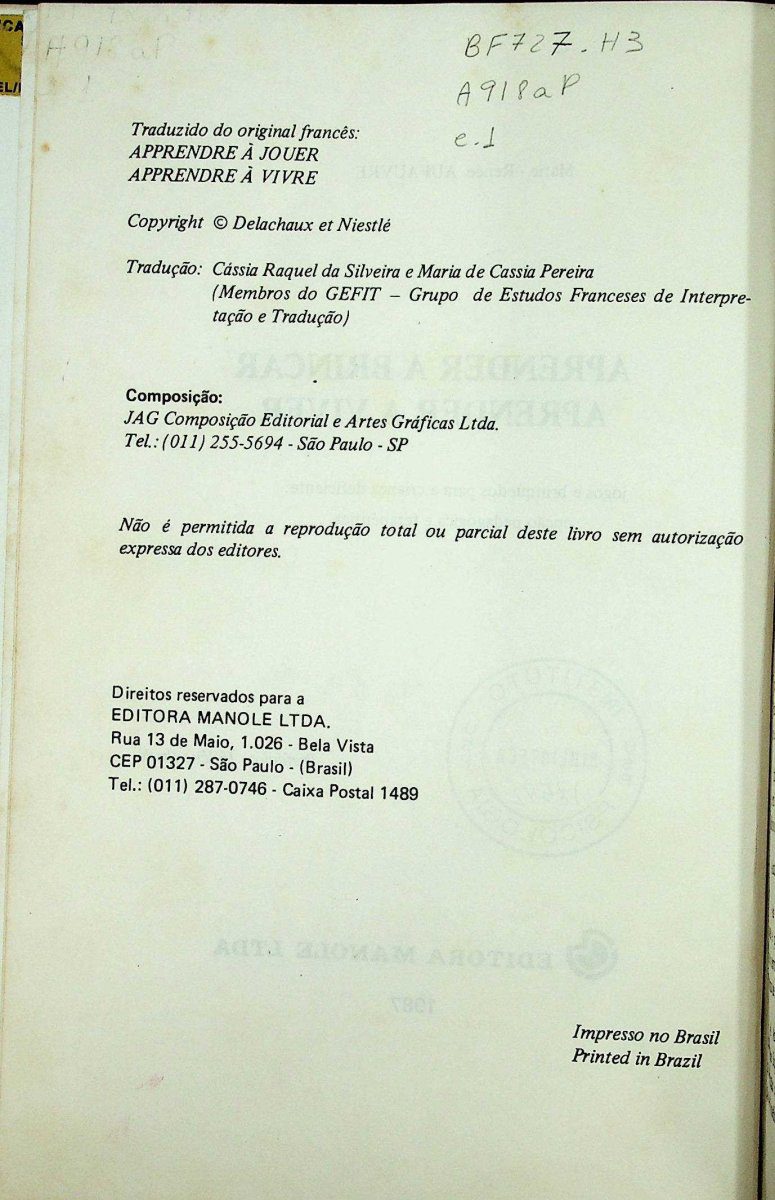 BF727.H3
A918aP
e.1
Traduzido do original francês:
APPRENDRE À JOUER
APPRENDRE À VIVRE
Copyright © Delachaux et Niestlé
Tradução: Cássia Raquel da Silveira e Maria de Cassia Pereira
(Membros do GEFIT – Grupo de Estudos Franceses de Interpre-
tação e Tradução)
Composição:
JAG Composição Editorial e Artes Gráficas Ltda.
Tel.: (011) 255-5694 - São Paulo - SP
Não é permitida a reprodução total ou parcial deste livro sem autorização
expressa dos editores.
Direitos reservados para a
EDITORA MANOLE LTDA.
Rua 13 de Maio, 1.026 - Bela Vista
CEP 01327 - São Paulo - (Brasil)
Tel.: (011) 287-0746 - Caixa Postal 1489
EDITORA MANOLE LTDA
1987
Impresso no Brasil
Printed in Brazil